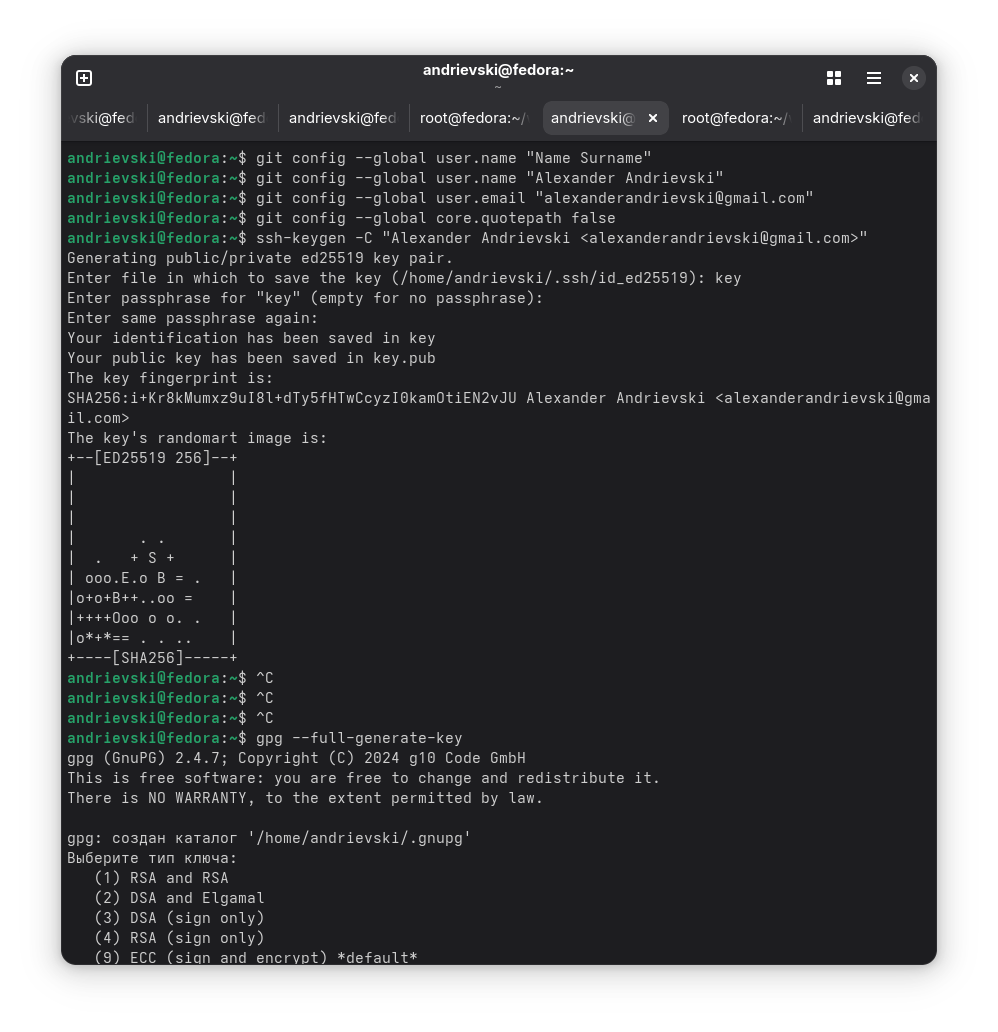 andrievski@fedora:~
~
vski@fed
andrievski@fed
andrievski@fed
root@fedora:~/
andrievski@
root@fedora:~/
andrievski@fed
andrievski@fedora:~$ git config --global user.name "Name Surname"
andrievski@fedora:~$ git config --global user.name "Alexander Andrievski"
andrievski@fedora:~$ git config --global user.email "alexanderandrievski@gmail.com"
andrievski@fedora:~$ git config --global core.quotepath false
andrievski@fedora:~$ ssh-keygen -C "Alexander Andrievski <alexanderandrievski@gmail.com>"
Generating public/private ed25519 key pair.
Enter file in which to save the key (/home/andrievski/.ssh/id_ed25519): key
Enter passphrase for "key" (empty for no passphrase):
Enter same passphrase again:
Your identification has been saved in key
Your public key has been saved in key.pub
The key fingerprint is:
SHA256:i+Kr8kMumxz9uI8l+dTy5fHTwCcyzI0kamOtiEN2vJU Alexander Andrievski <alexanderandrievski@gma
il.com>
The key's randomart image is:
+--[ED25519 256]--+
|                 |
|                 |
|                 |
|       . .       |
|  .   + S +      |
| ooo.E.o B = .   |
|o+o+B++..oo =    |
|++++Ooo o o. .   |
|o*+*== . . ..    |
+----[SHA256]-----+
andrievski@fedora:~$ ^C
andrievski@fedora:~$ ^C
andrievski@fedora:~$ ^C
andrievski@fedora:~$ gpg --full-generate-key
gpg (GnuPG) 2.4.7; Copyright (C) 2024 g10 Code GmbH
This is free software: you are free to change and redistribute it.
There is NO WARRANTY, to the extent permitted by law.

gpg: создан каталог '/home/andrievski/.gnupg'
Выберите тип ключа:
   (1) RSA and RSA
   (2) DSA and Elgamal
   (3) DSA (sign only)
   (4) RSA (sign only)
   (9) ECC (sign and encrypt) *default*